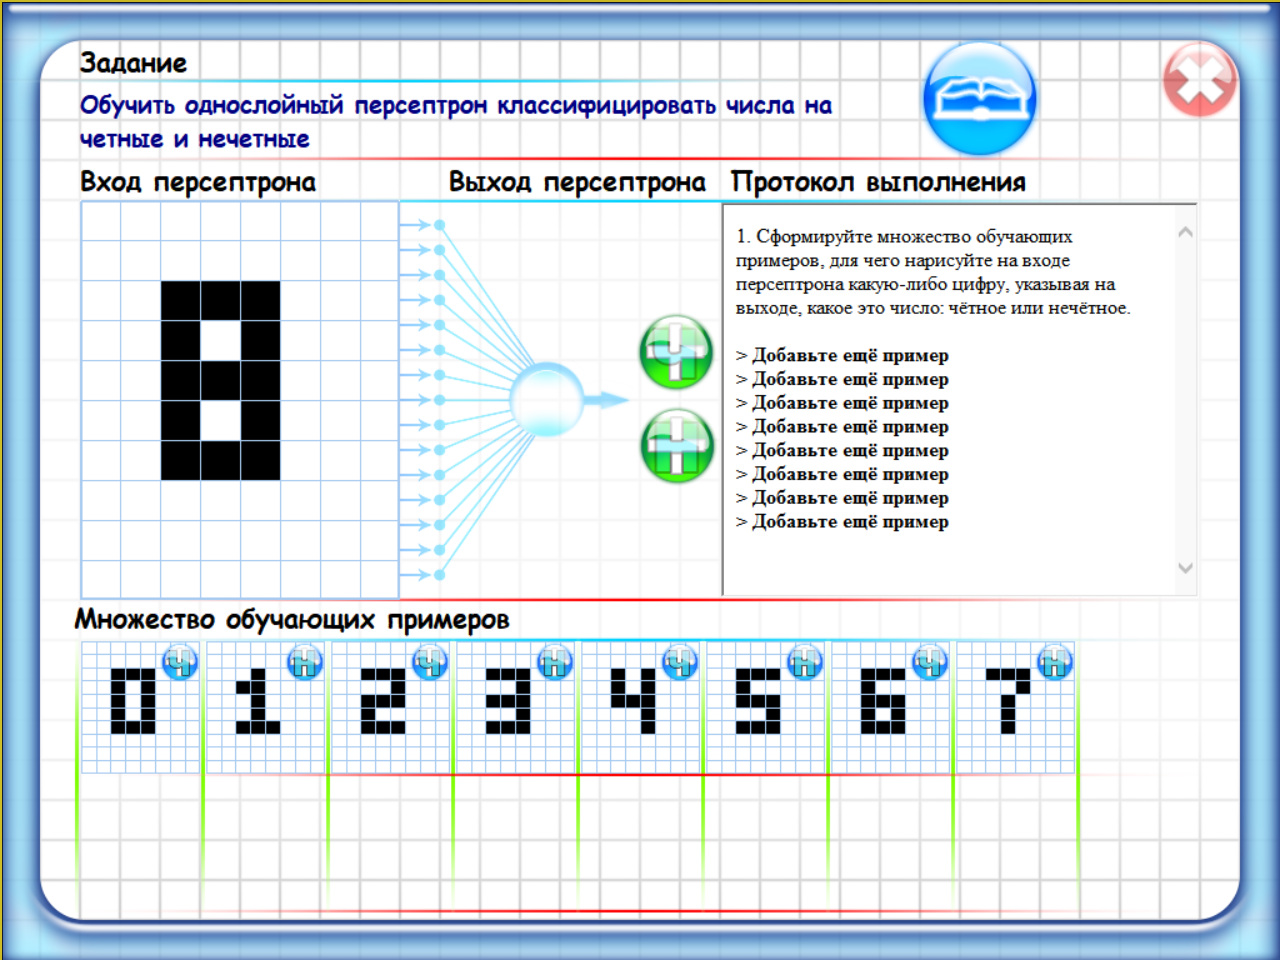 Задание
Обучить однослойный персептрон классифицировать числа на
четные и нечетные
Вход персептрона
Выход персептрона
Протокол выполнения
1. Сформируйте множество обучающих
примеров, для чего нарисуйте на входе
персептрона какую-либо цифру, указывая на
выходе, какое это число: чётное или нечётное.
> Добавьте ещё пример
> Добавьте ещё пример
> Добавьте ещё пример
> Добавьте ещё пример
> Добавьте ещё пример
> Добавьте ещё пример
> Добавьте ещё пример
> Добавьте ещё пример
8
Ч
Н
Множество обучающих примеров
Ч Н Ч Н Ч Н Ч Н
0 1 2 3 4 5 6 7